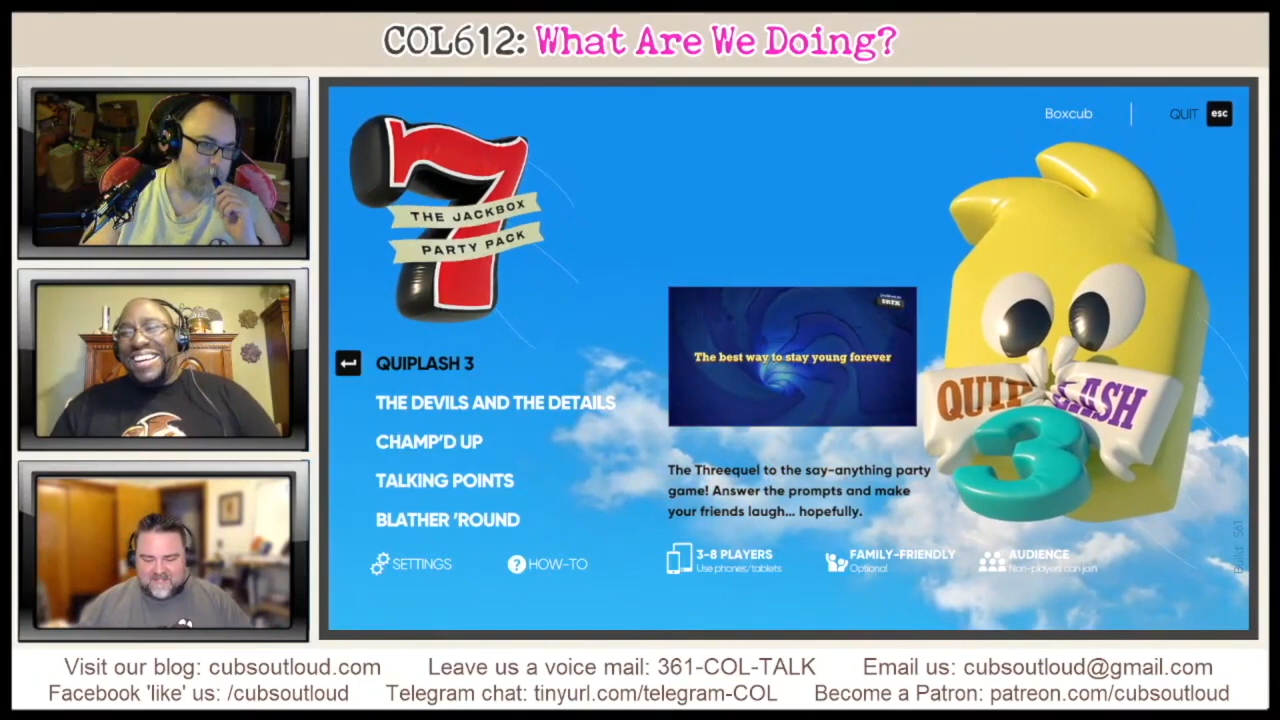 COL612: What Are We Doing?
Boxcub
QUIT esc
7
THE JACKBOX
PARTY PACK
QUIPLASH 3
THE DEVILS AND THE DETAILS
CHAMP'D UP
TALKING POINTS
BLATHER 'ROUND
SETTINGS
? HOW-TO
The best way to stay young forever
The Threequel to the say-anything party
game! Answer the prompts and make
your friends laugh... hopefully.
3-8 PLAYERS
Use phones/tablets
FAMILY-FRIENDLY
Optional
AUDIENCE
Non-players can join
QUIPLASH
3
Build: 561
Visit our blog: cubsoutloud.com Leave us a voice mail: 361-COL-TALK Email us: cubsoutloud@gmail.com
Facebook 'like' us: /cubsoutloud Telegram chat: tinyurl.com/telegram-COL Become a Patron: patreon.com/cubsoutloud